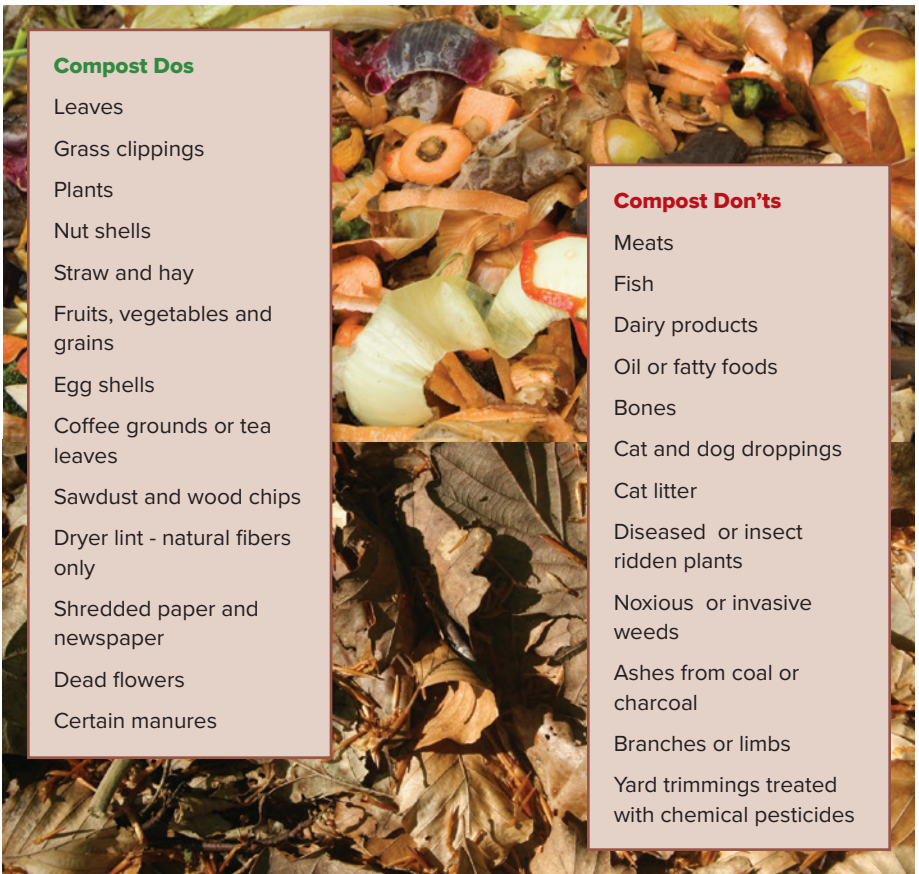 Compost Dos
Leaves
Grass clippings
Plants
Nut shells
Straw and hay
Fruits, vegetables and
grains
Egg shells
Coffee grounds or tea
leaves
Sawdust and wood chips
Dryer lint - natural fibers
only
Shredded paper and
newspaper
Dead flowers
Certain manures
Compost Don'ts
Meats
Fish
Dairy products
Oil or fatty foods
Bones
Cat and dog droppings
Cat litter
Diseased  or insect
ridden plants
Noxious  or invasive
weeds
Ashes from coal or
charcoal
Branches or limbs
Yard trimmings treated
with chemical pesticides